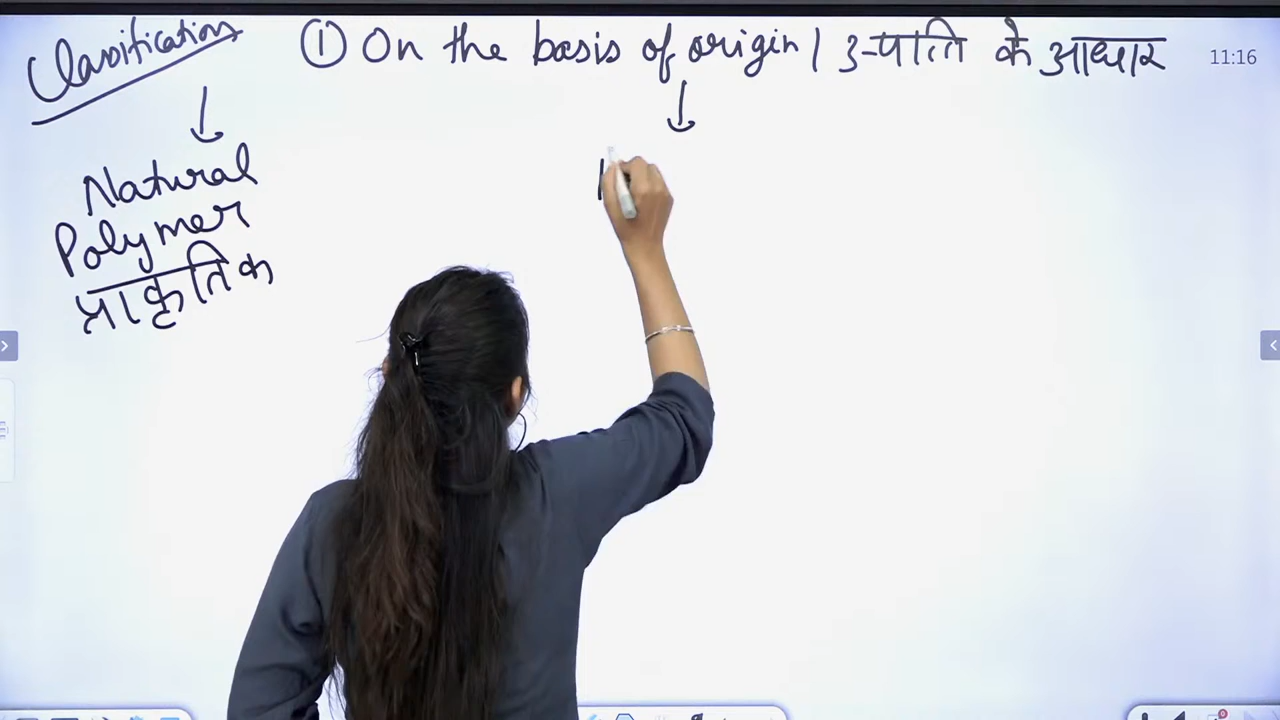 Classification
① On the basis of origin / उत्पत्ति के आधार
11:16
Natural
Polymer
प्राकृतिक